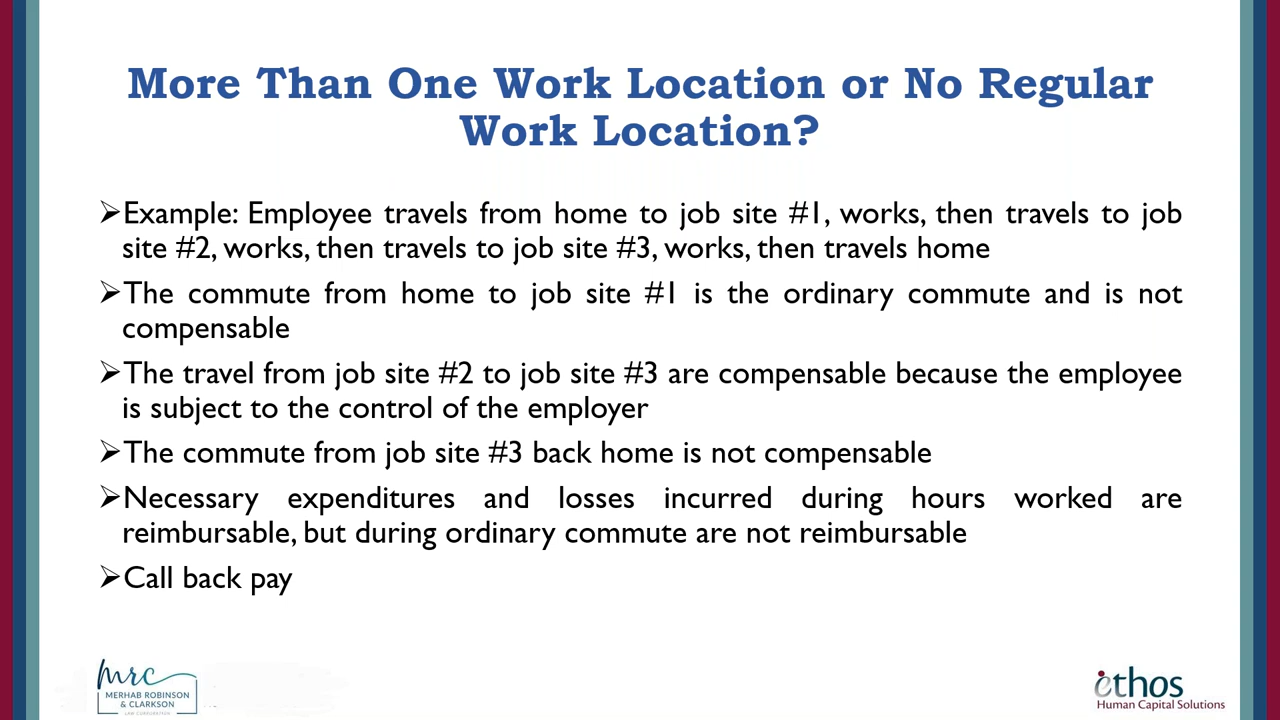 More Than One Work Location or No Regular
Work Location?
➢Example: Employee travels from home to job site #1, works, then travels to job
site #2, works, then travels to job site #3, works, then travels home
➢The commute from home to job site #1 is the ordinary commute and is not
compensable
➢The travel from job site #2 to job site #3 are compensable because the employee
is subject to the control of the employer
➢The commute from job site #3 back home is not compensable
➢Necessary expenditures and losses incurred during hours worked are
reimbursable, but during ordinary commute are not reimbursable
➢Call back pay
mrc
MERHAB ROBINSON
& CLARKSON
LAW CORPORATION
ethos
Human Capital Solutions